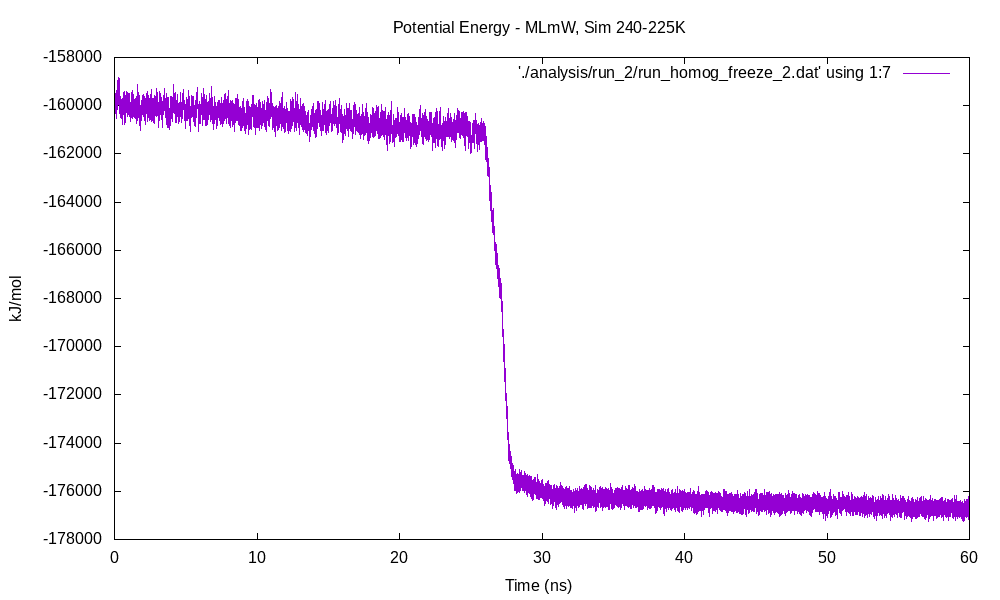 Potential Energy - MLmW, Sim 240-225K
'./analysis/run_2/run_homog_freeze_2.dat' using 1:7
-158000
-160000
-162000
-164000
-166000
-168000
-170000
-172000
-174000
-176000
-178000
kJ/mol
0 10 20 30 40 50 60
Time (ns)